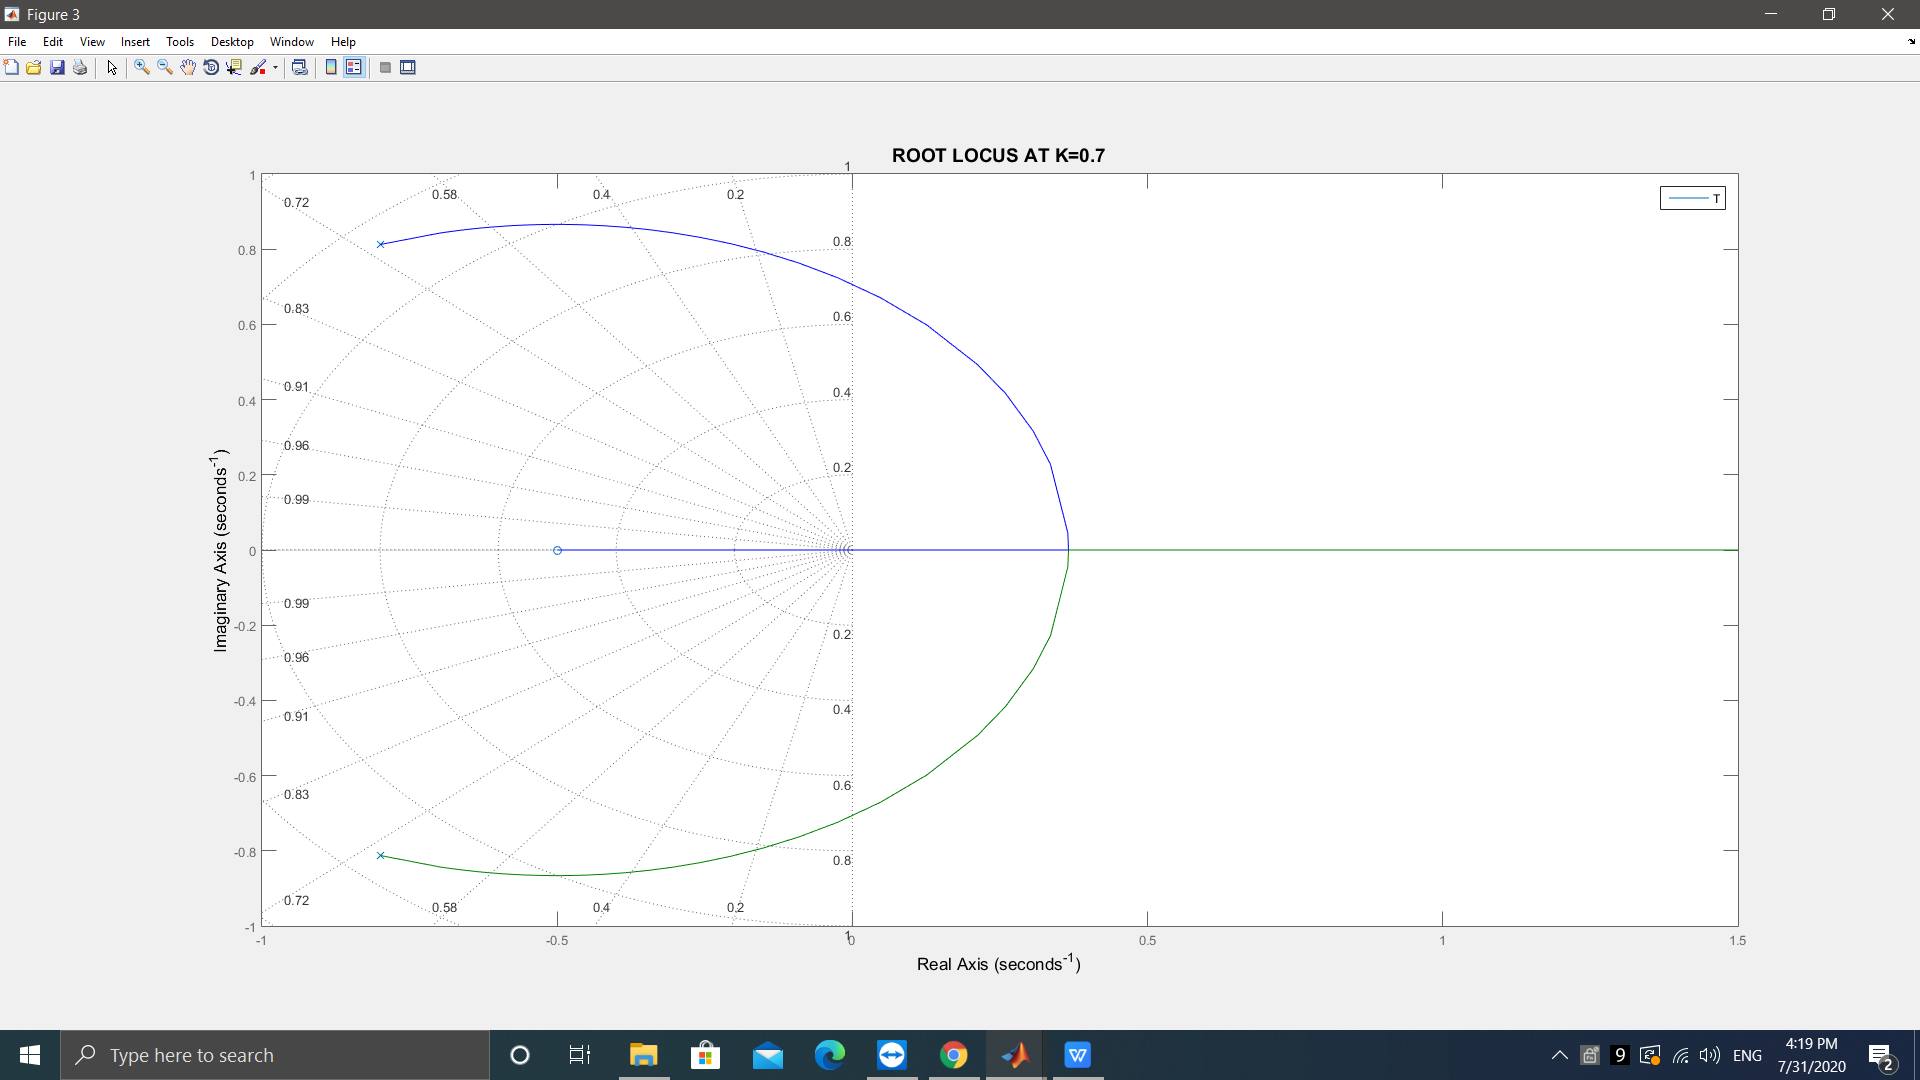 Figure 3
File Edit View Insert Tools Desktop Window Help
ROOT LOCUS AT K=0.7
1
T
0.72 0.58 0.4 0.2
0.8
0.83
0.6
0.91
0.4
0.96
0.2
0.99
0.99
0.2
0.96
0.4
0.91
0.6
0.83
0.8
0.72 0.58 0.4 0.2
1
1
0.8
0.6
0.4
0.2
0
-0.2
-0.4
-0.6
-0.8
-1
-1 -0.5 0 0.5 1 1.5
Imaginary Axis (seconds-1)
Real Axis (seconds-1)
Type here to search
9
ENG
4:19 PM
7/31/2020
2